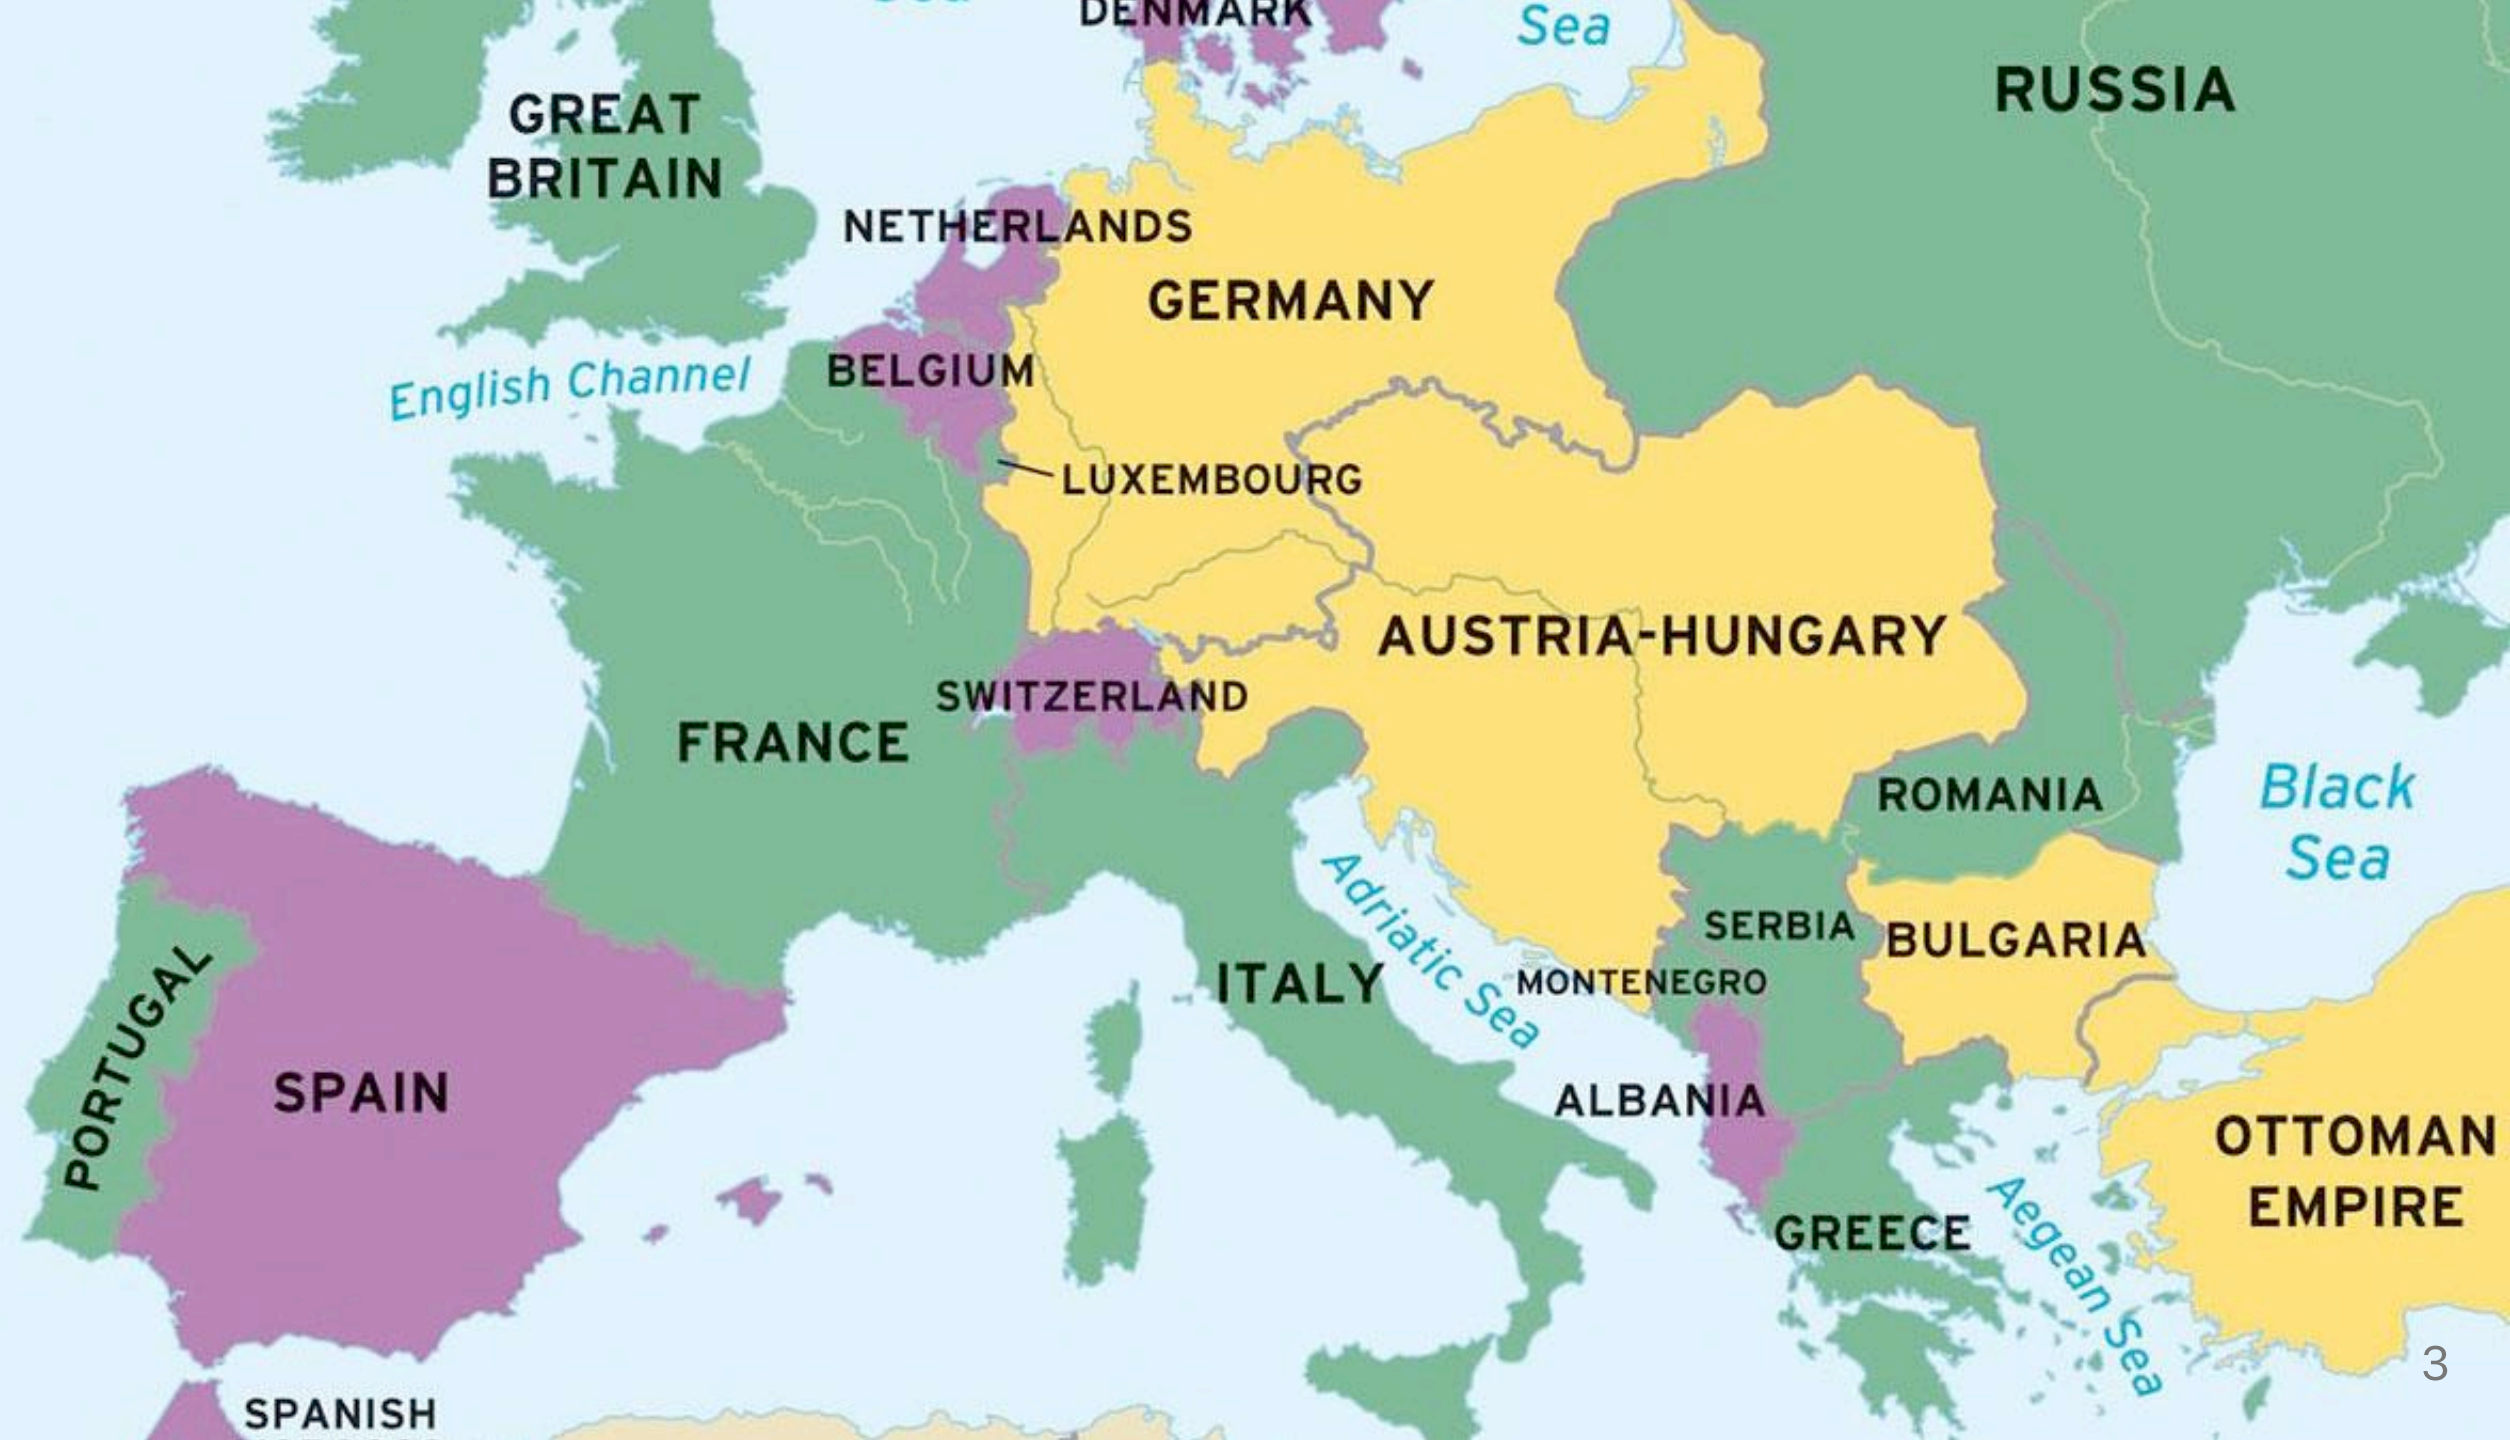 DENMARK
Sea
RUSSIA
GREAT
BRITAIN
NETHERLANDS
GERMANY
BELGIUM
English Channel
LUXEMBOURG
AUSTRIA-HUNGARY
SWITZERLAND
FRANCE
ROMANIA
Black
Sea
Adriatic Sea
SERBIA
BULGARIA
ITALY
MONTENEGRO
PORTUGAL
SPAIN
ALBANIA
OTTOMAN
EMPIRE
GREECE
Aegean Sea
3
SPANISH